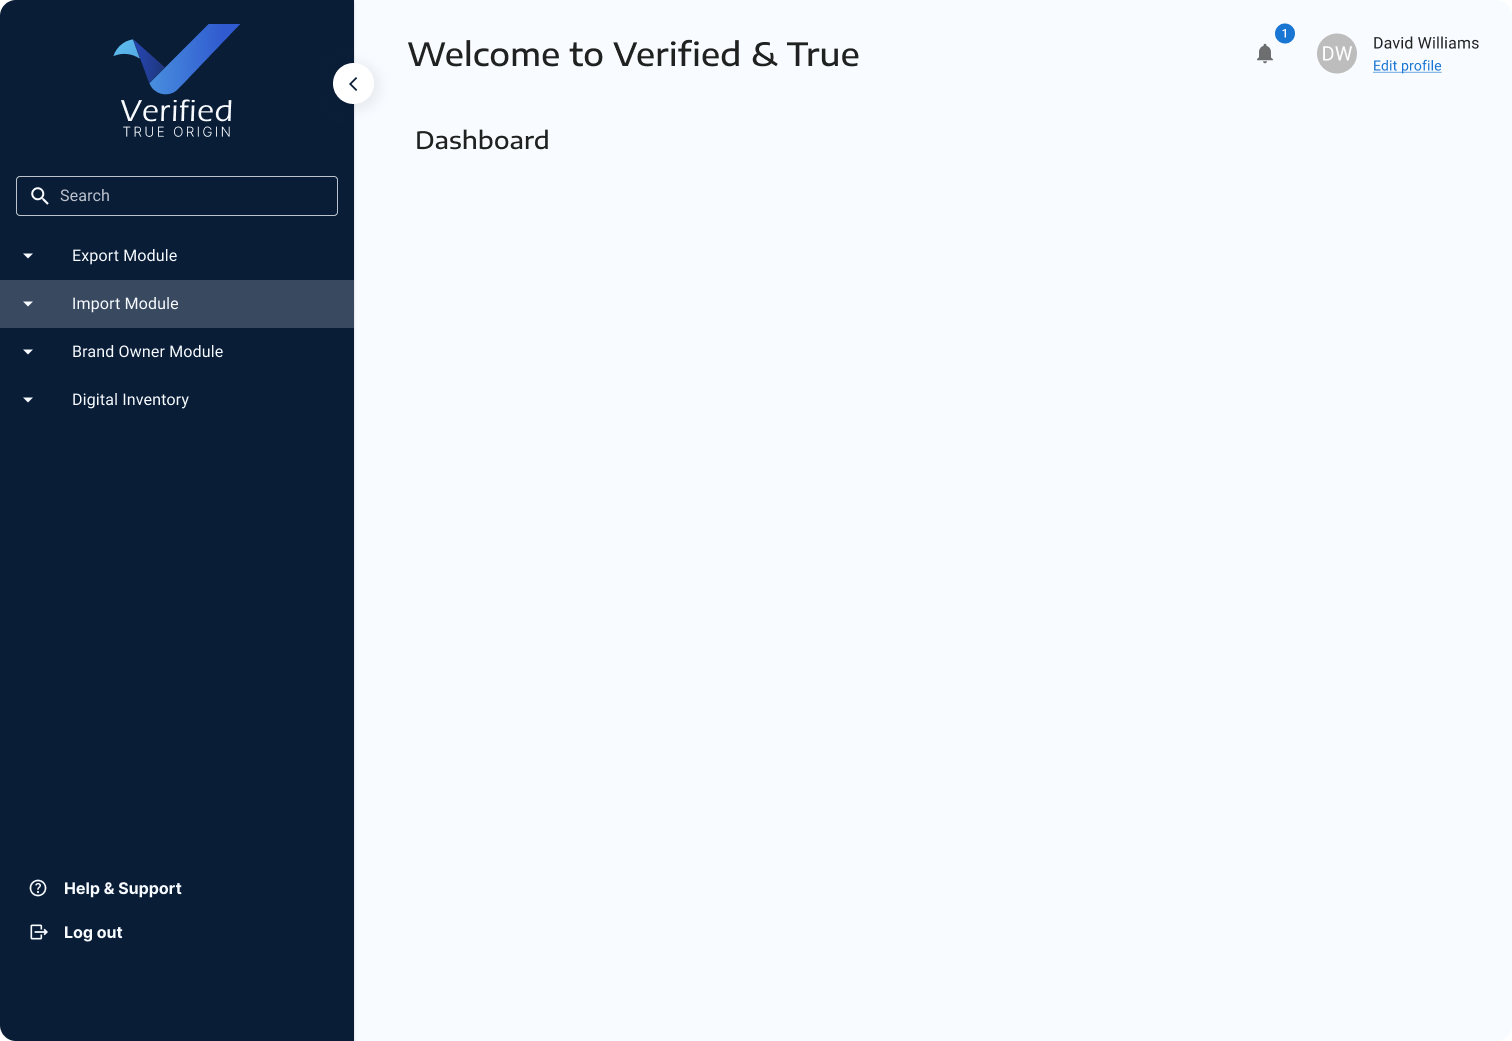 Verified
TRUE ORIGIN
Search
Export Module
Import Module
Brand Owner Module
Digital Inventory
Help & Support
Log out
Welcome to Verified & True
1
DW
David Williams
Edit profile
Dashboard